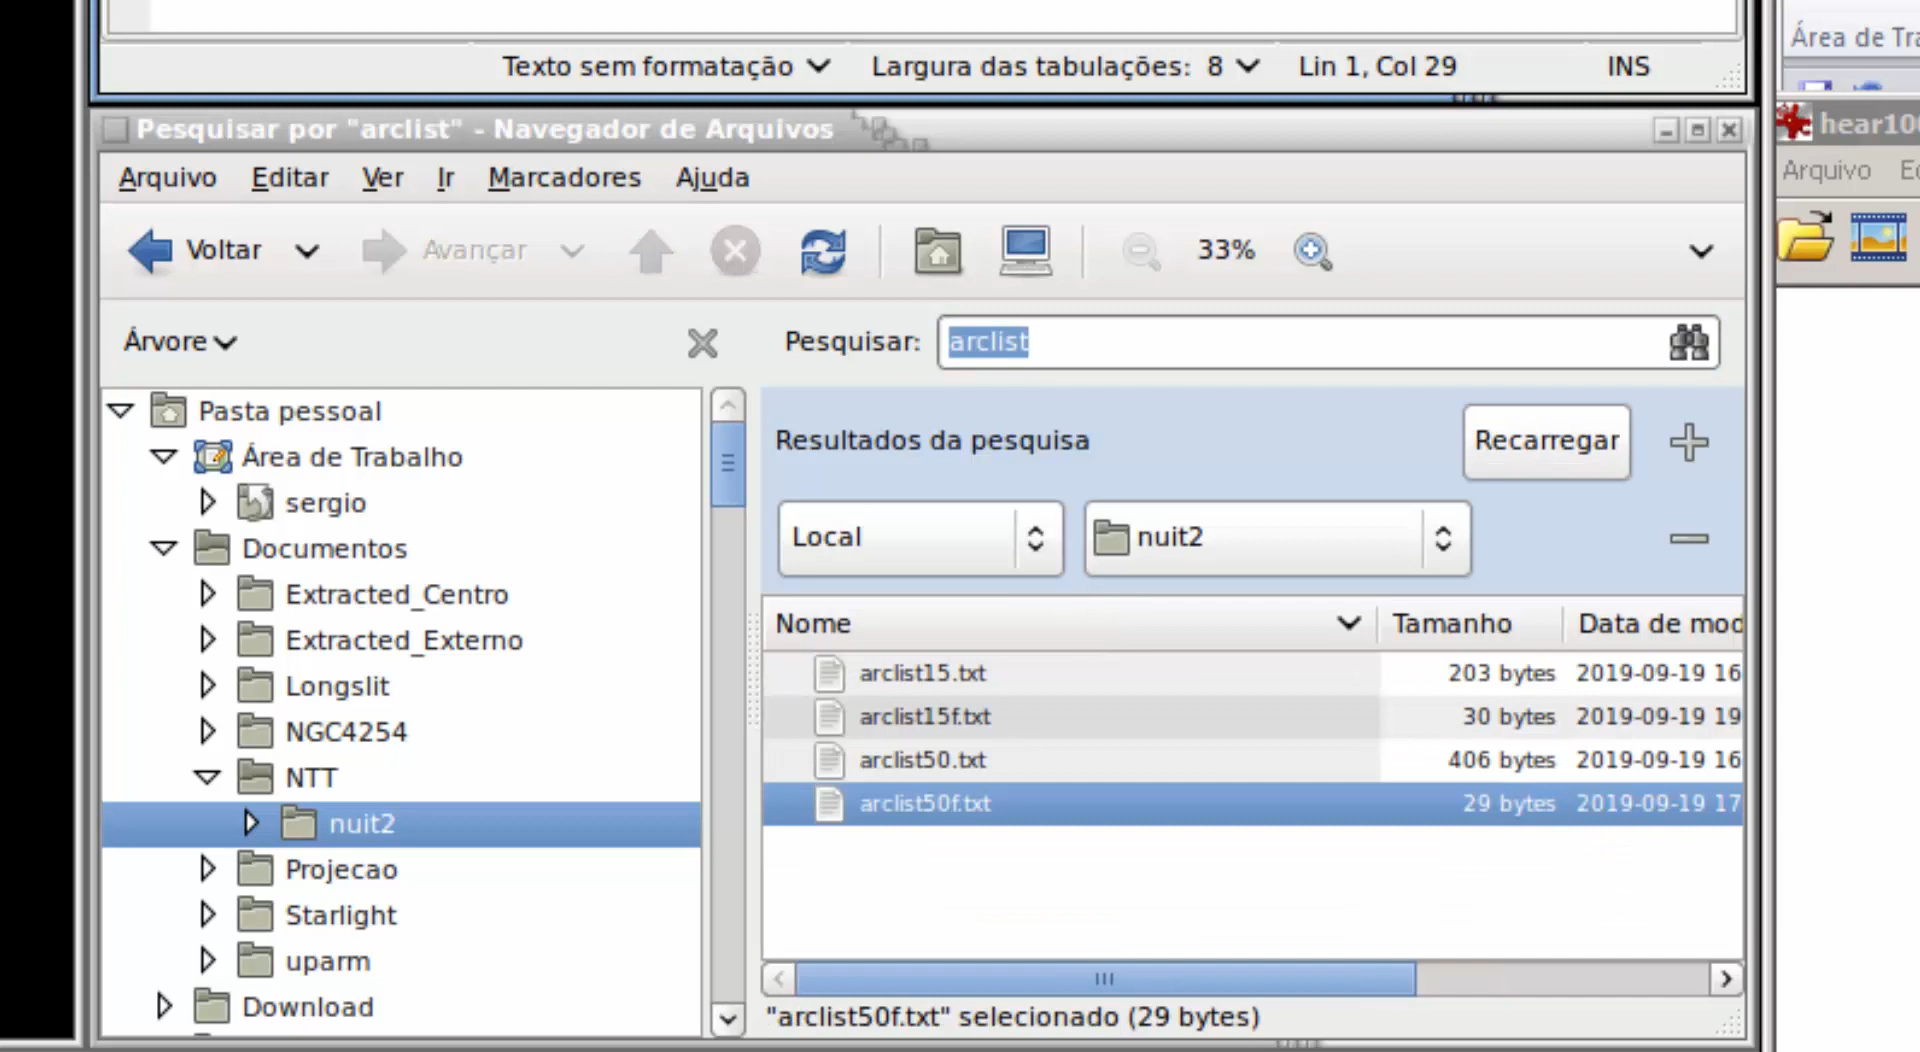 Texto sem formatação Largura das tabulações: 8 Lin 1, Col 29 INS
Área de
Pesquisar por "arclist" - Navegador de Arquivos
hear10
Arquivo Editar Ver Ir Marcadores Ajuda
Arquivo
Voltar Avançar 33%
Árvore
Pesquisar: arclist
Pasta pessoal
Área de Trabalho
sergio
Documentos
Extracted_Centro
Extracted_Externo
Longslit
NGC4254
NTT
nuit2
Projecao
Starlight
uparm
Download
Resultados da pesquisa Recarregar
Local nuit2
Nome Tamanho Data de mod
arclist15.txt 203 bytes 2019-09-19 16
arclist15f.txt 30 bytes 2019-09-19 19
arclist50.txt 406 bytes 2019-09-19 16
arclist50f.txt 29 bytes 2019-09-19 17
"arclist50f.txt" selecionado (29 bytes)